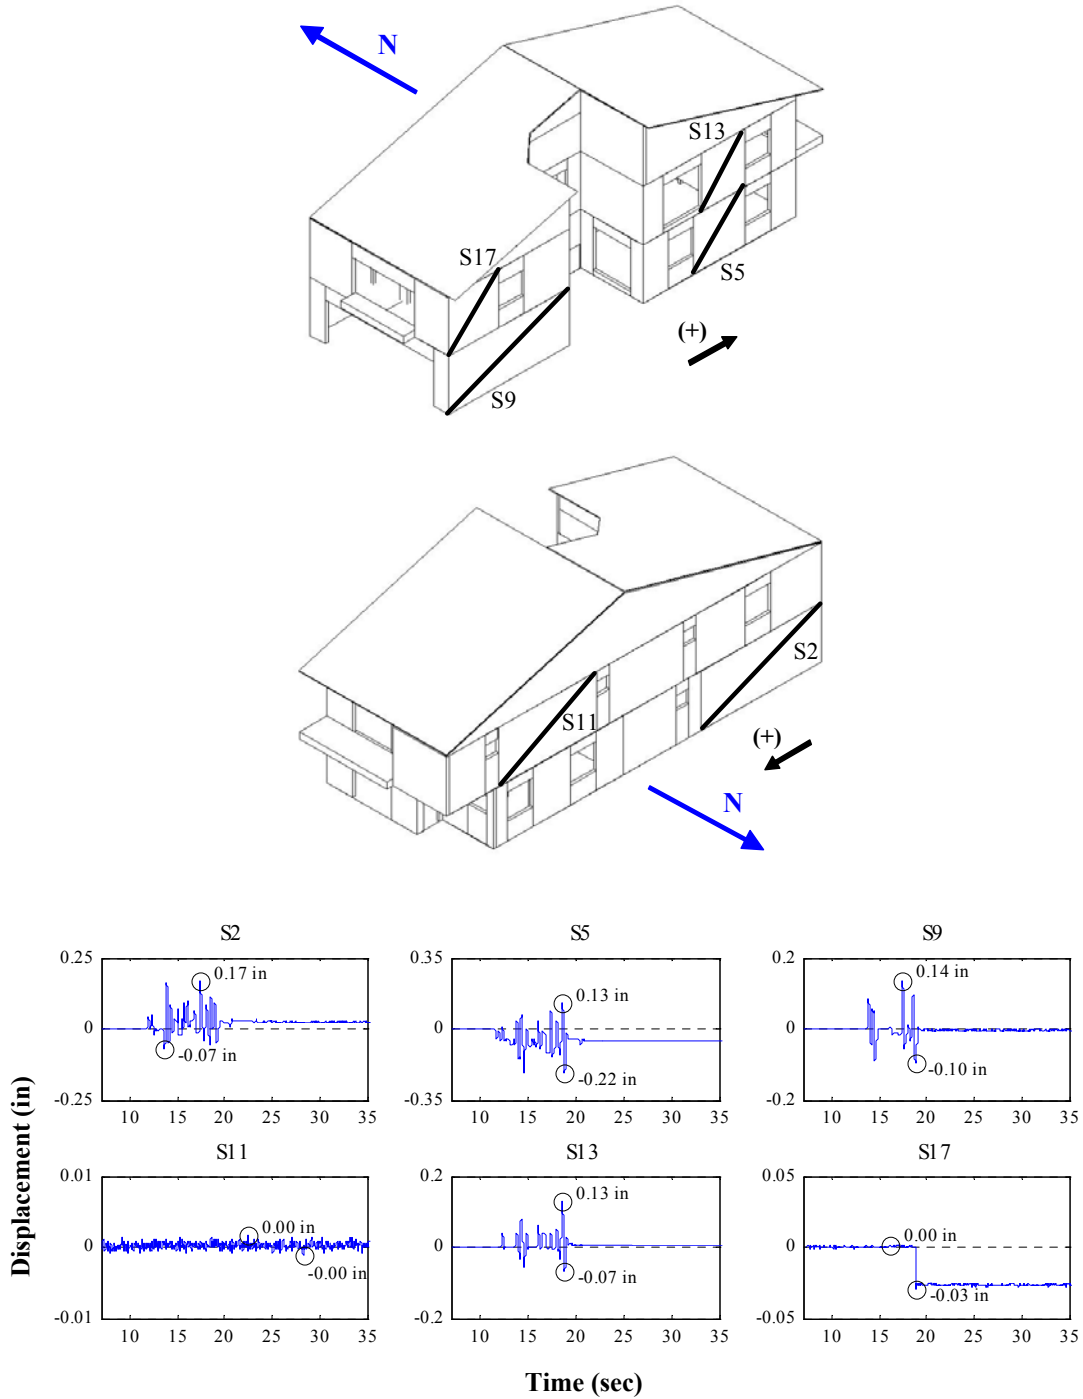 N
S13
S17
S5
(+)
S9
S2
S11
(+)
N
S2 S5 S9
0.25 0.35 0.2
0.17 in 0.13 in 0.14 in
0 0 0
-0.07 in -0.22 in -0.10 in
-0.25 -0.35 -0.2
10 15 20 25 30 35 10 15 20 25 30 35 10 15 20 25 30 35
S11 S13 S17
0.01 0.2 0.05
0.00 in 0.13 in 0.00 in
0 0 0
-0.00 in -0.07 in -0.03 in
-0.01 -0.2 -0.05
10 15 20 25 30 35 10 15 20 25 30 35 10 15 20 25 30 35
Displacement (in)
Time (sec)